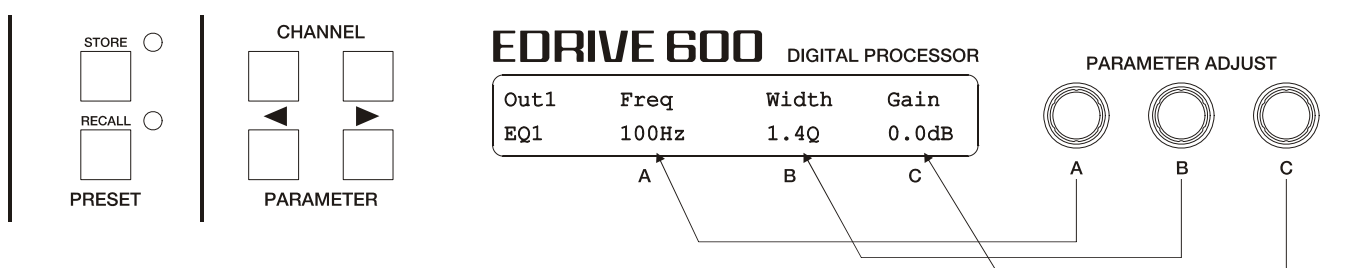 STORE
RECALL
PRESET
CHANNEL
PARAMETER
EDRIVE 600 DIGITAL PROCESSOR
Out1 Freq Width Gain
EQ1 100Hz 1.4Q 0.0dB
A B C
PARAMETER ADJUST
A B C